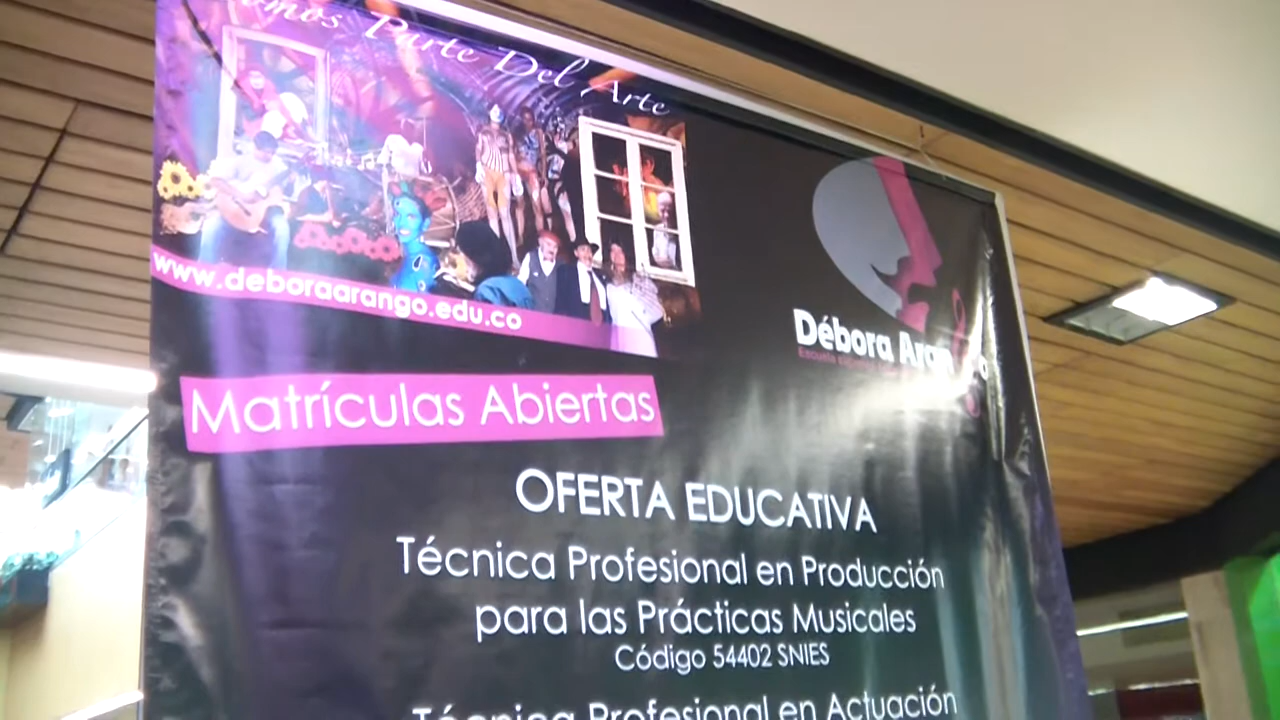 Parte Del Arte
www.deboraarango.edu.co
Débora
Matrículas Abiertas
OFERTA EDUCATIVA
Técnica Profesional en Producción
para las Prácticas Musicales
Código 54402 SNIES
Técnica Profesional en Actuación